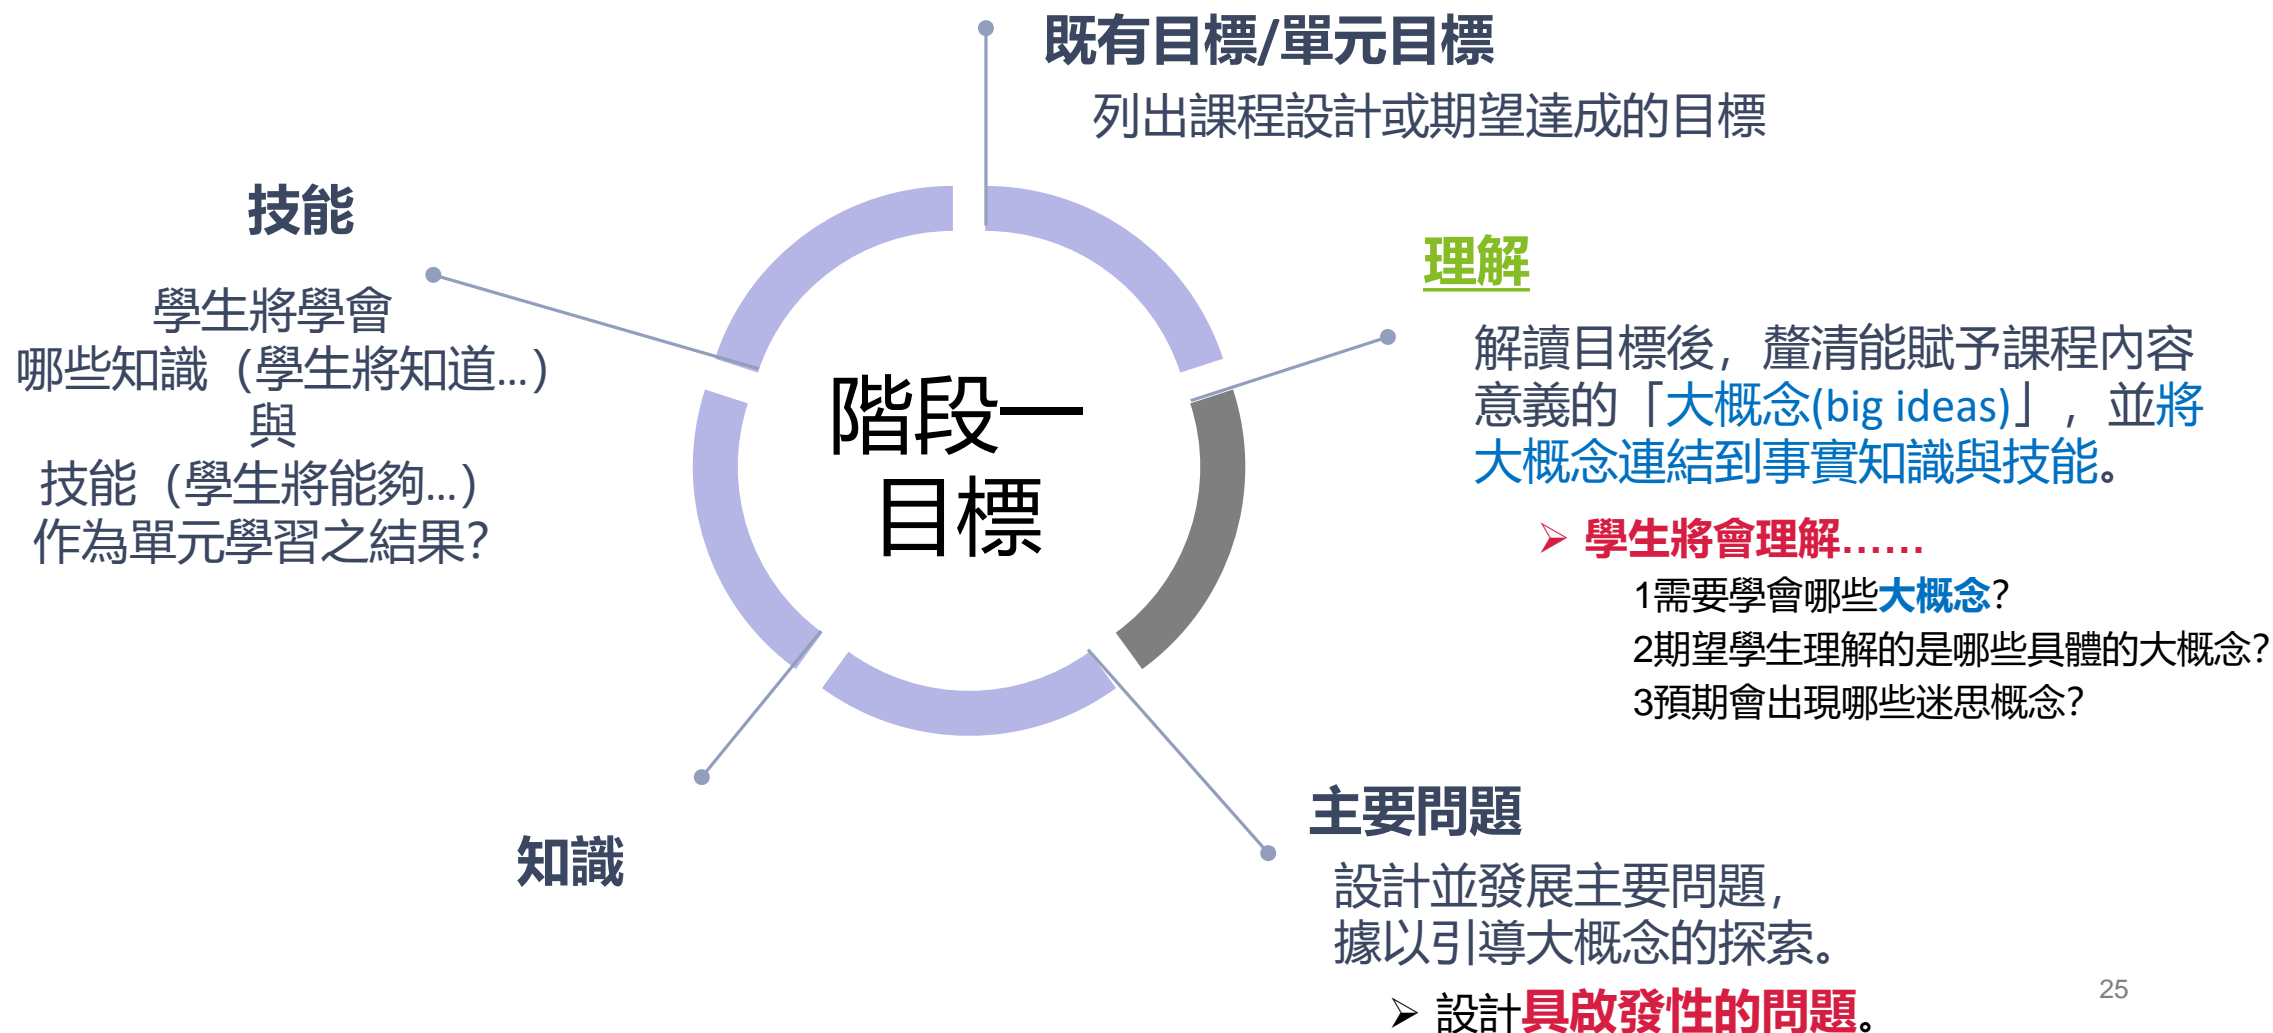 既有目標/單元目標
列出課程設計或期望達成的目標
理解
解讀目標後，釐清能賦予課程內容
意義的「大概念(big ideas)」，並將
大概念連結到事實知識與技能。
➢ 學生將會理解……
1需要學會哪些大概念?
2期望學生理解的是哪些具體的大概念?
3預期會出現哪些迷思概念?
主要問題
設計並發展主要問題，
據以引導大概念的探索。
➢ 設計具啟發性的問題。
知識
技能
學生將學會
哪些知識（學生將知道...）
與
技能（學生將能夠...）
作為單元學習之結果?
階段一
目標
25